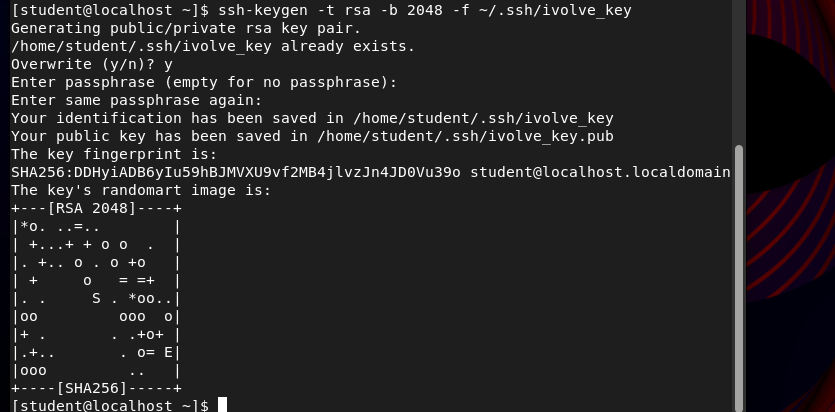 [student@localhost ~]$ ssh-keygen -t rsa -b 2048 -f ~/.ssh/ivolve_key
Generating public/private rsa key pair.
/home/student/.ssh/ivolve_key already exists.
Overwrite (y/n)? y
Enter passphrase (empty for no passphrase):
Enter same passphrase again:
Your identification has been saved in /home/student/.ssh/ivolve_key
Your public key has been saved in /home/student/.ssh/ivolve_key.pub
The key fingerprint is:
SHA256:DDHyiADB6yIu59hBJMVXU9vf2MB4jlvzJn4JD0Vu39o student@localhost.localdomain
The key's randomart image is:
+---[RSA 2048]----+
|*o. ..=..        |
| +...+ + o o  .  |
|. +.. o . o +o   |
| +     o   = =+  |
|. .     S . *oo..|
|oo         ooo  o|
|+ .       . .+o+ |
|.+..       . o= E|
|ooo         ..   |
+----[SHA256]-----+
[student@localhost ~]$